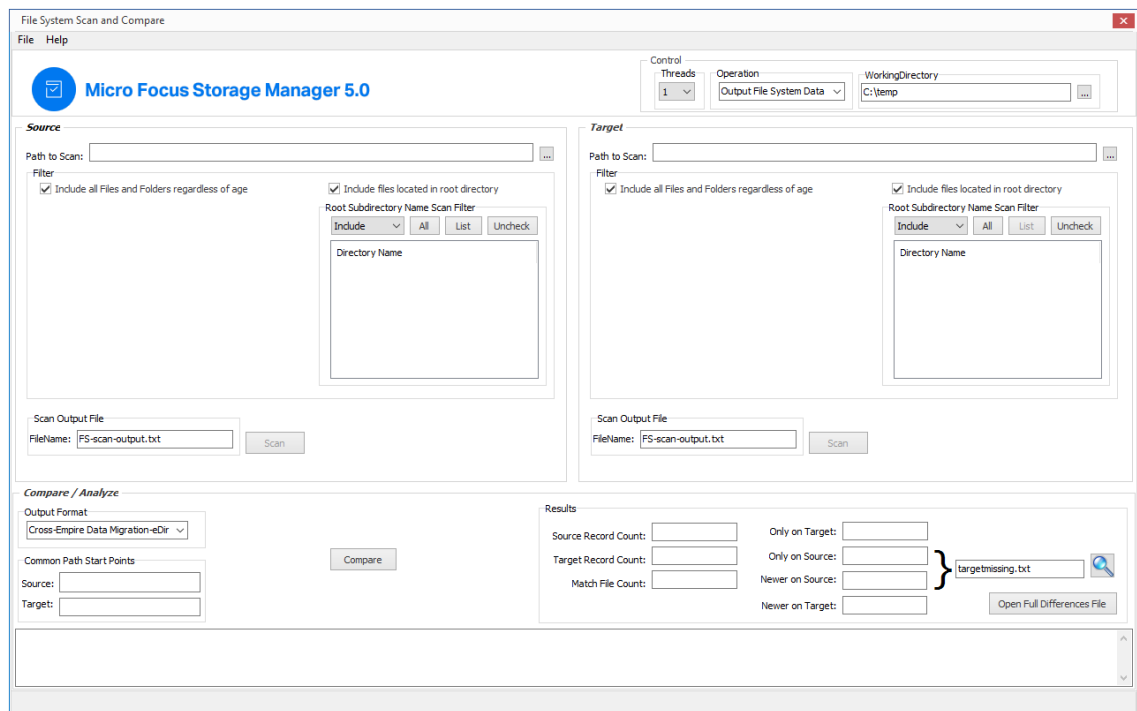 File System Scan and Compare
File Help
Micro Focus Storage Manager 5.0
Control
Threads
1
Operation
Output File System Data
WorkingDirectory
C:\temp
...
Source
Path to Scan:
...
Filter
Include all Files and Folders regardless of age
Include files located in root directory
Root Subdirectory Name Scan Filter
Include All List Uncheck
Directory Name
Scan Output File
FileName: FS-scan-output.txt
Scan
Target
Path to Scan:
...
Filter
Include all Files and Folders regardless of age
Include files located in root directory
Root Subdirectory Name Scan Filter
Include All List Uncheck
Directory Name
Scan Output File
FileName: FS-scan-output.txt
Scan
Compare / Analyze
Output Format
Cross-Empire Data Migration-eDir
Common Path Start Points
Source:
Target:
Compare
Results
Source Record Count:
Target Record Count:
Match File Count:
Only on Target:
Only on Source:
Newer on Source:
Newer on Target:
} targetmissing.txt
Open Full Differences File